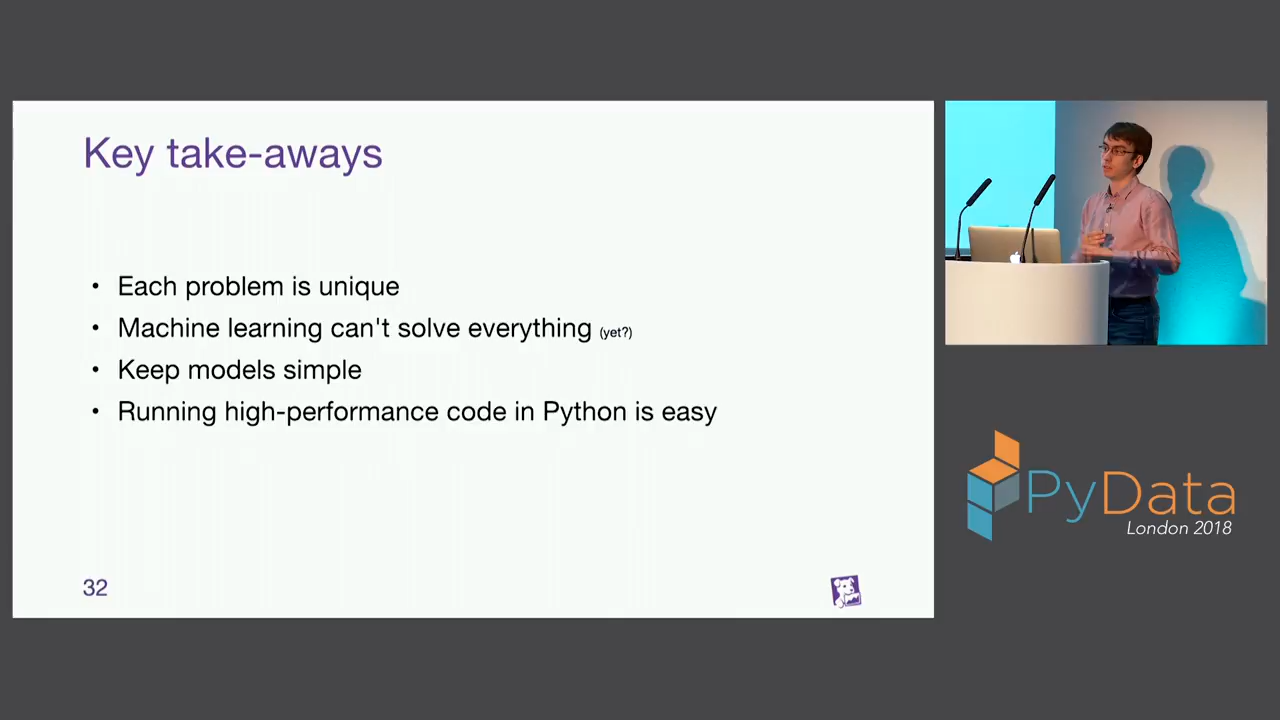 Key take-aways
• Each problem is unique
• Machine learning can't solve everything (yet?)
• Keep models simple
• Running high-performance code in Python is easy
32
PyData
London 2018